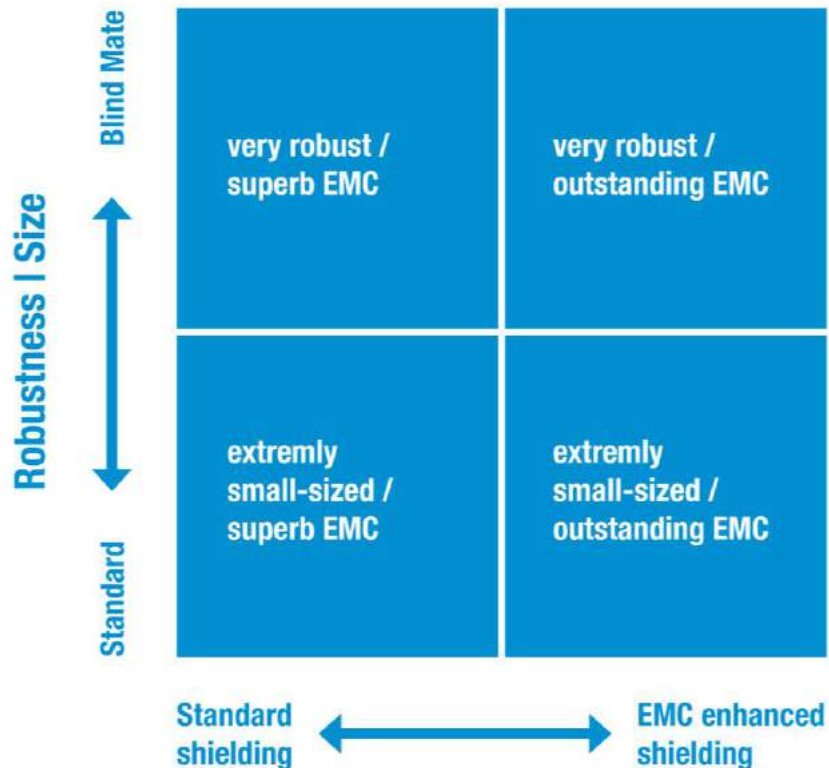 Robustness I Size
Blind Mate
Standard
very robust /
superb EMC
very robust /
outstanding EMC
extremly
small-sized /
superb EMC
extremly
small-sized /
outstanding EMC
Standard
shielding
EMC enhanced
shielding